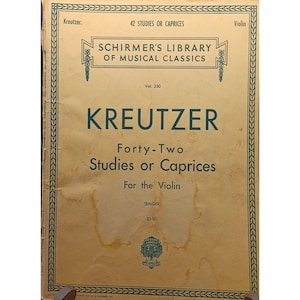 Kreutzer. 42 STUDIES OR CAPRICES Violin
SCHIRMER'S LIBRARY
OF MUSICAL CLASSICS
Vol. 230
KREUTZER
Forty-Two
Studies or Caprices
For the Violin
(SINGER)